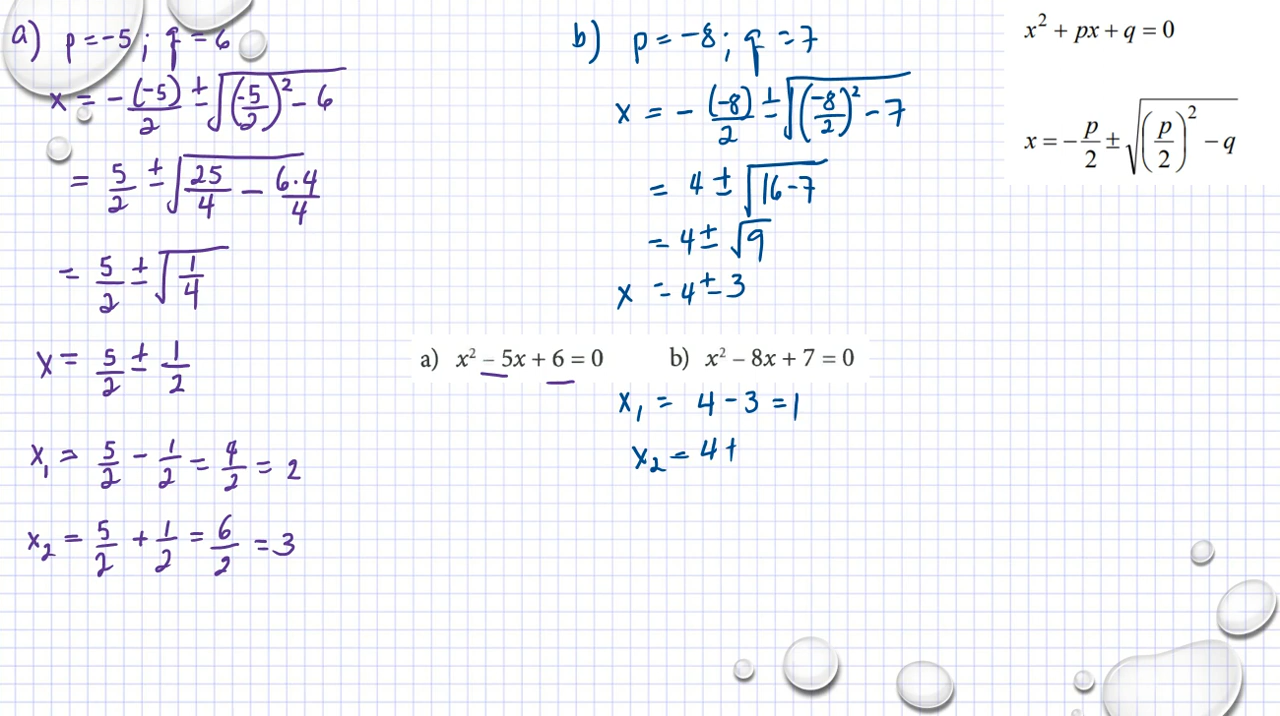 a) p = -5 ; q = 6
x = - (-5)/2 ± √((-5/2)² - 6)
= 5/2 ± √(25/4 - 6·4/4)
= 5/2 ± √(1/4)
x = 5/2 ± 1/2
x₁ = 5/2 - 1/2 = 4/2 = 2
x₂ = 5/2 + 1/2 = 6/2 = 3
b) p = -8 ; q = 7
x = - (-8)/2 ± √((-8/2)² - 7)
= 4 ± √(16-7)
= 4 ± √9
x = 4 ± 3
a) x² – 5x + 6 = 0
b) x² – 8x + 7 = 0
x₁ = 4 - 3 = 1
x₂ = 4 +
x² + px + q = 0
x = -p/2 ± √((p/2)² - q)